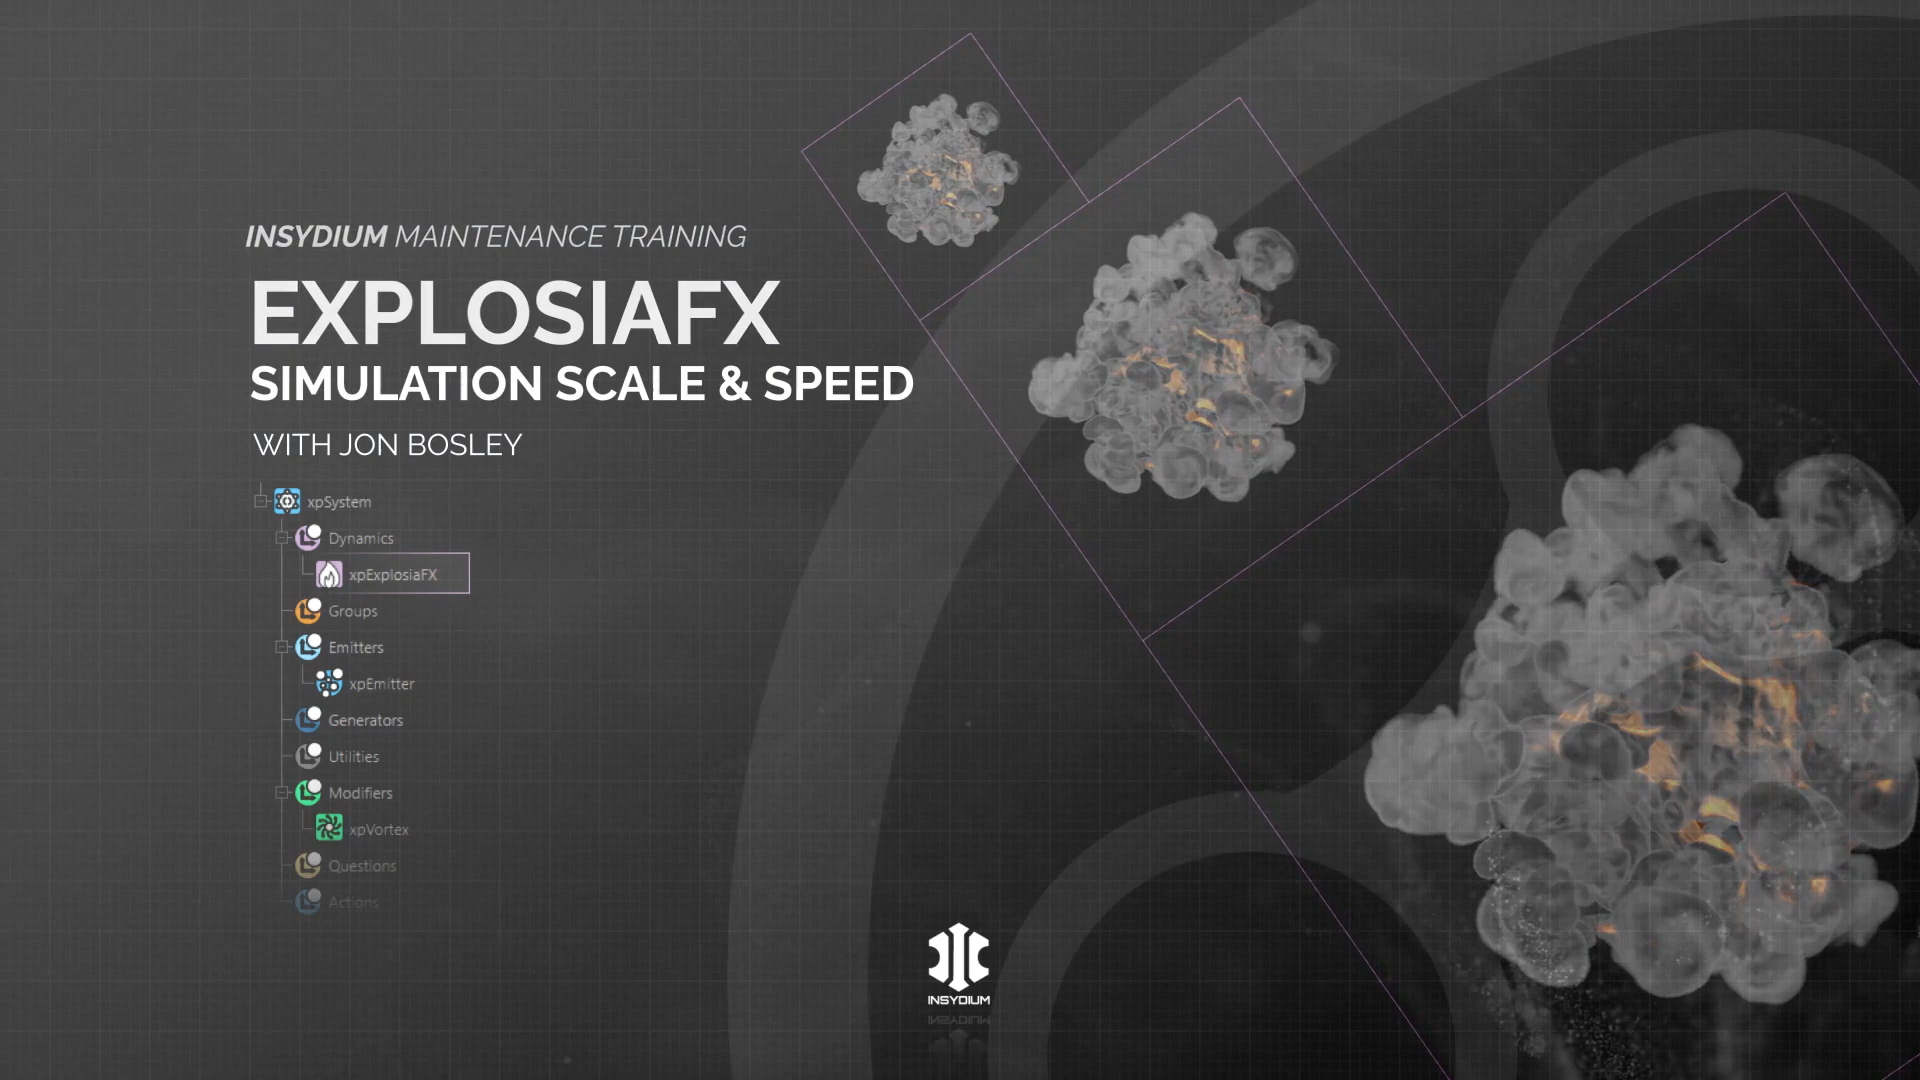 INSYDIUM MAINTENANCE TRAINING
EXPLOSIAFX
SIMULATION SCALE & SPEED
WITH JON BOSLEY
xpSystem
Dynamics
xpExplosiaFX
Groups
Emitters
xpEmitter
Generators
Utilities
Modifiers
xpVortex
Questions
Actions
INSYDIUM